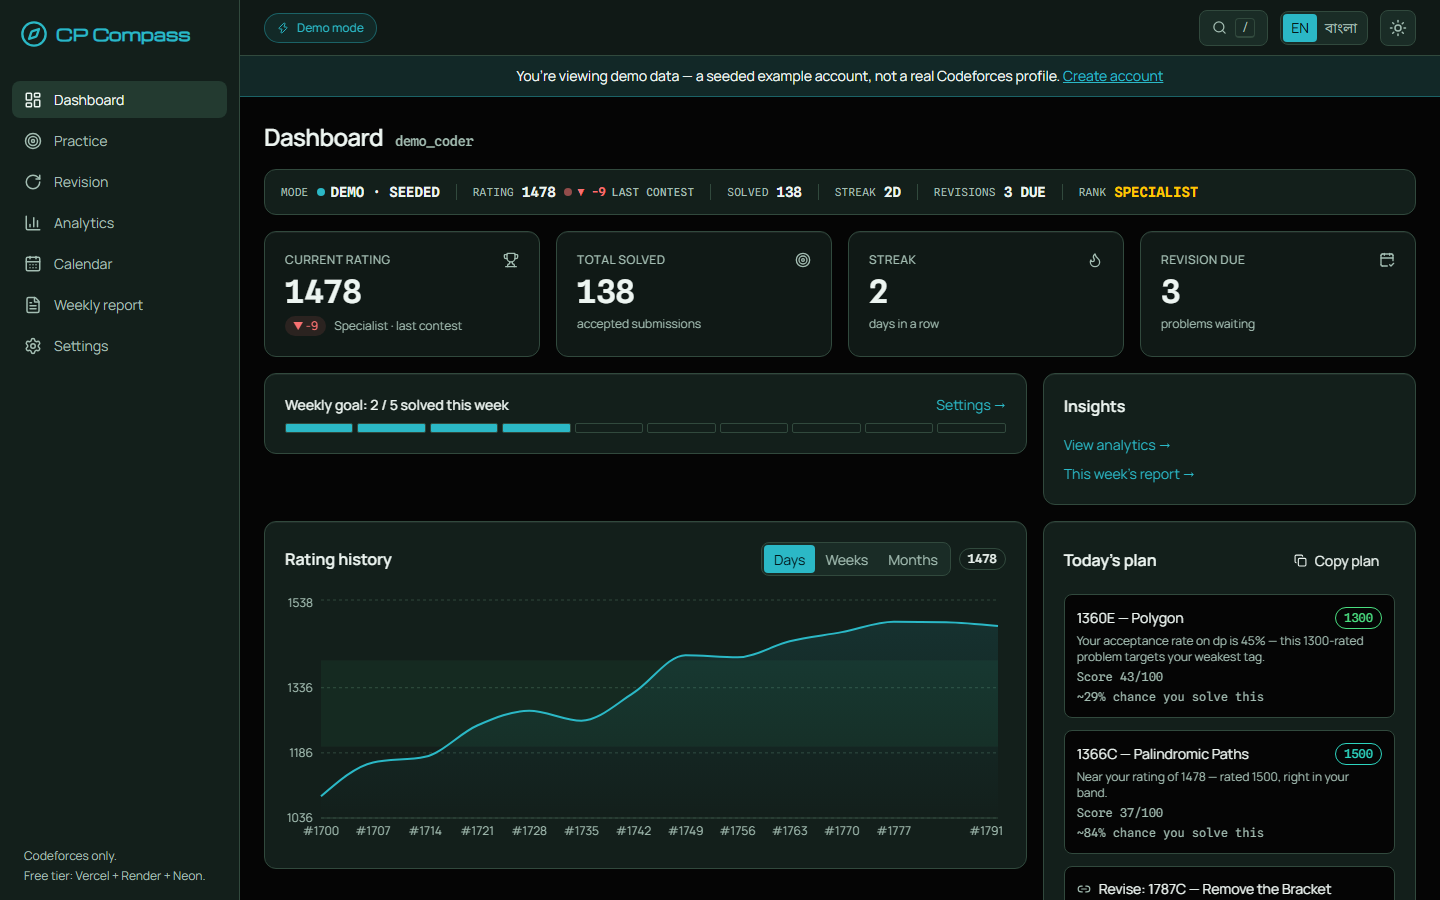 CP Compass
Demo mode
/
EN
বাংলা
You're viewing demo data — a seeded example account, not a real Codeforces profile. Create account
Dashboard
Practice
Revision
Analytics
Calendar
Weekly report
Settings
Codeforces only.
Free tier: Vercel + Render + Neon.
Dashboard demo_coder
MODE DEMO · SEEDED RATING 1478 ▼ -9 LAST CONTEST SOLVED 138 STREAK 2D REVISIONS 3 DUE RANK SPECIALIST
CURRENT RATING
1478
▼ -9 Specialist · last contest
TOTAL SOLVED
138
accepted submissions
STREAK
2
days in a row
REVISION DUE
3
problems waiting
Weekly goal: 2 / 5 solved this week
Settings →
Insights
View analytics →
This week's report →
Rating history
Days Weeks Months
1478
1538
1336
1186
1036
#1700 #1707 #1714 #1721 #1728 #1735 #1742 #1749 #1756 #1763 #1770 #1777 #1791
Today's plan
Copy plan
1360E — Polygon
1300
Your acceptance rate on dp is 45% — this 1300-rated
problem targets your weakest tag.
Score 43/100
~29% chance you solve this
1366C — Palindromic Paths
1500
Near your rating of 1478 — rated 1500, right in your
band.
Score 37/100
~84% chance you solve this
Revise: 1787C — Remove the Bracket